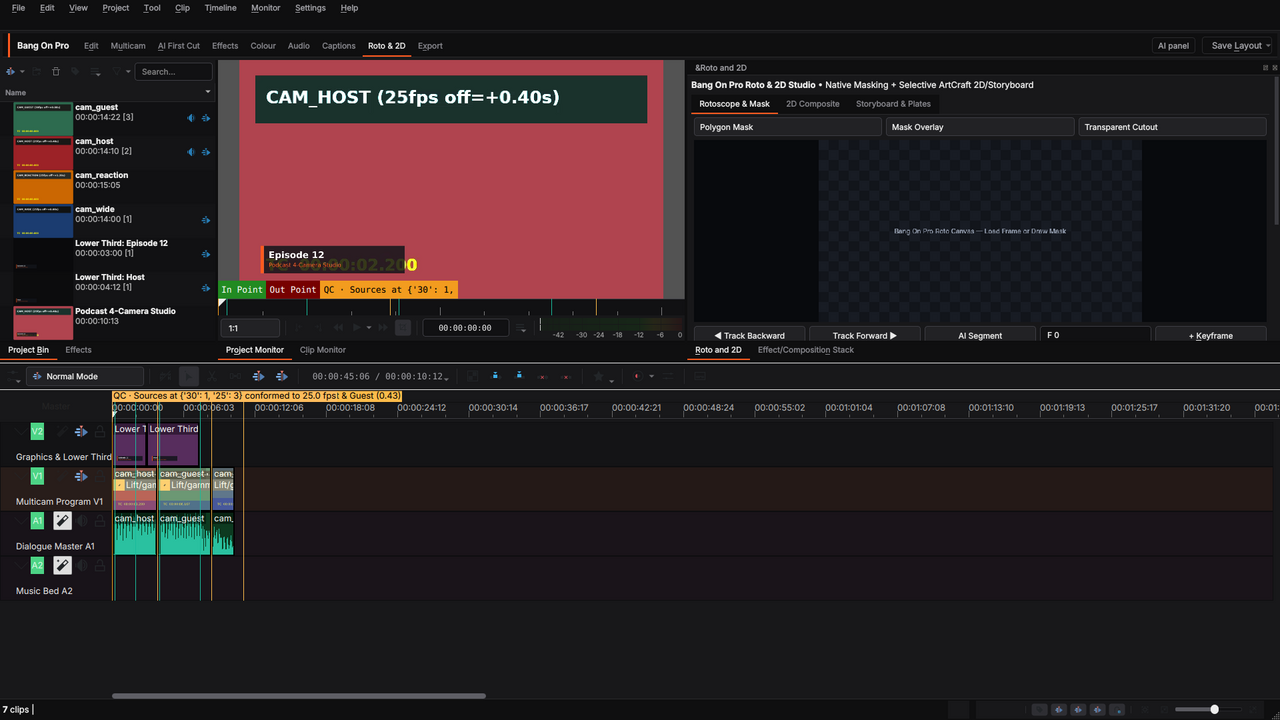 File Edit View Project Tool Clip Timeline Monitor Settings Help
Bang On Pro Edit Multicam AI First Cut Effects Colour Audio Captions Roto & 2D Export AI panel Save Layout
Search...
Name
cam_guest
00:00:14:22 [3]
cam_host
00:00:14:10 [2]
cam_reaction
00:00:15:05
cam_wide
00:00:14:00 [1]
Lower Third: Episode 12
00:00:03:00 [1]
Lower Third: Host
00:00:04:12 [1]
Podcast 4-Camera Studio
00:00:10:13
Project Bin Effects
CAM_HOST (25fps off=+0.40s)
Episode 12
Podcast 4-Camera Studio
00:00:02.200
In Point Out Point QC · Sources at {'30': 1,
1:1
00:00:00:00
-42 -30 -24 -18 -12 -6 0
Project Monitor Clip Monitor
&Roto and 2D
Bang On Pro Roto & 2D Studio • Native Masking + Selective ArtCraft 2D/Storyboard
Rotoscope & Mask 2D Composite Storyboard & Plates
Polygon Mask Mask Overlay Transparent Cutout
Bang On Pro Roto Canvas — Load Frame or Draw Mask
◀ Track Backward Track Forward ▶ AI Segment F 0 + Keyframe
Roto and 2D Effect/Composition Stack
Normal Mode
00:00:45:06 / 00:00:10:12
QC · Sources at {'30': 1, '25': 3} conformed to 25.0 fps
& Guest (0.43)
Master
00:00:00:00 00:00:06:03 00:00:12:06 00:00:18:08 00:00:24:12 00:00:30:14 00:00:36:17 00:00:42:21 00:00:48:24 00:00:55:02 00:01:01:04 00:01:07:08 00:01:13:10 00:01:19:13 00:01:25:17 00:01:31:20 00:01:
V2
Graphics & Lower Third
Lower T Lower Third
V1
Multicam Program V1
cam_host cam_guest cam_
Lift/gam Lift/gamm Lift/g
A1
Dialogue Master A1
cam_host cam_guest cam_
A2
Music Bed A2
7 clips